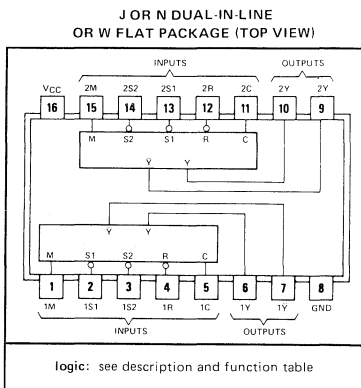 J OR N DUAL-IN-LINE
OR W FLAT PACKAGE (TOP VIEW)
INPUTS OUTPUTS
VCC 2M 2S2 2S1 2R 2C 2Y 2Ȳ
16 15 14 13 12 11 10 9
M S2 S1 R C
Ȳ Y
Ȳ Y
M S1 S2 R C
1 2 3 4 5 6 7 8
1M 1S1 1S2 1R 1C 1Y 1Ȳ GND
INPUTS OUTPUTS
logic: see description and function table